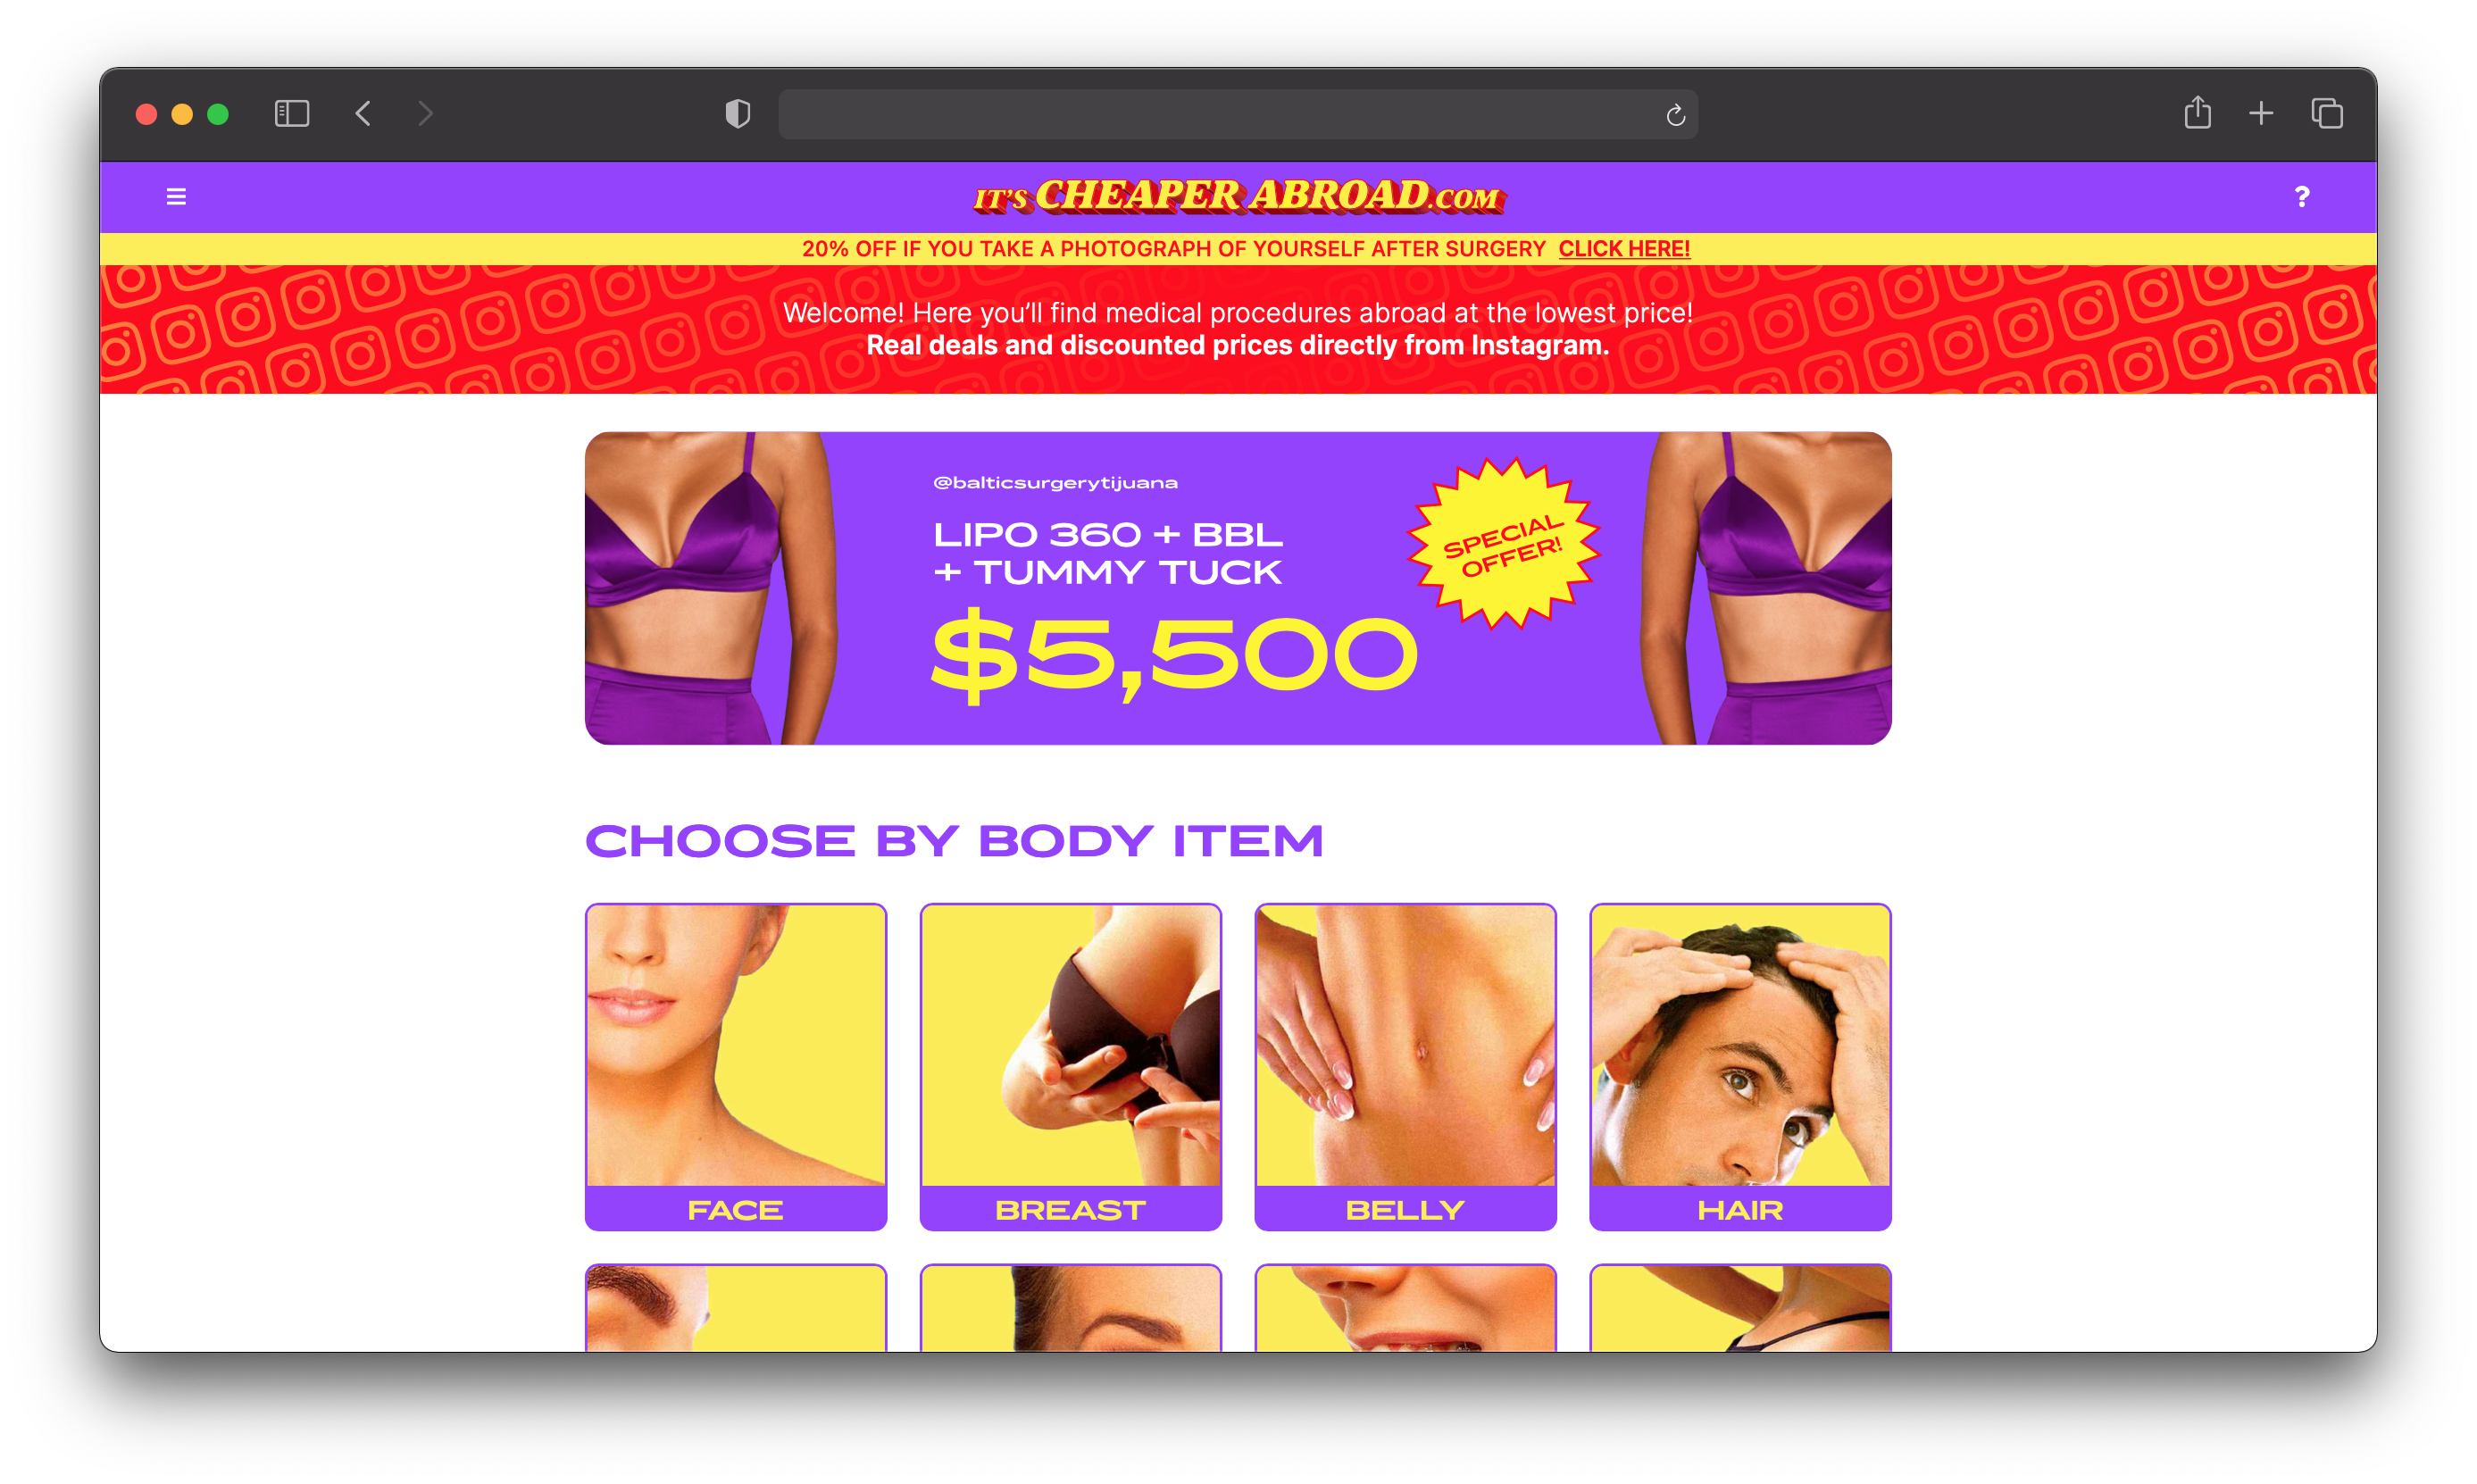 IT'S CHEAPER ABROAD.COM
?
20% OFF IF YOU TAKE A PHOTOGRAPH OF YOURSELF AFTER SURGERY CLICK HERE!
Welcome! Here you’ll find medical procedures abroad at the lowest price!
Real deals and discounted prices directly from Instagram.
@balticsurgerytijuana
LIPO 360 + BBL
+ TUMMY TUCK
$5,500
SPECIAL
OFFER!
CHOOSE BY BODY ITEM
FACE
BREAST
BELLY
HAIR